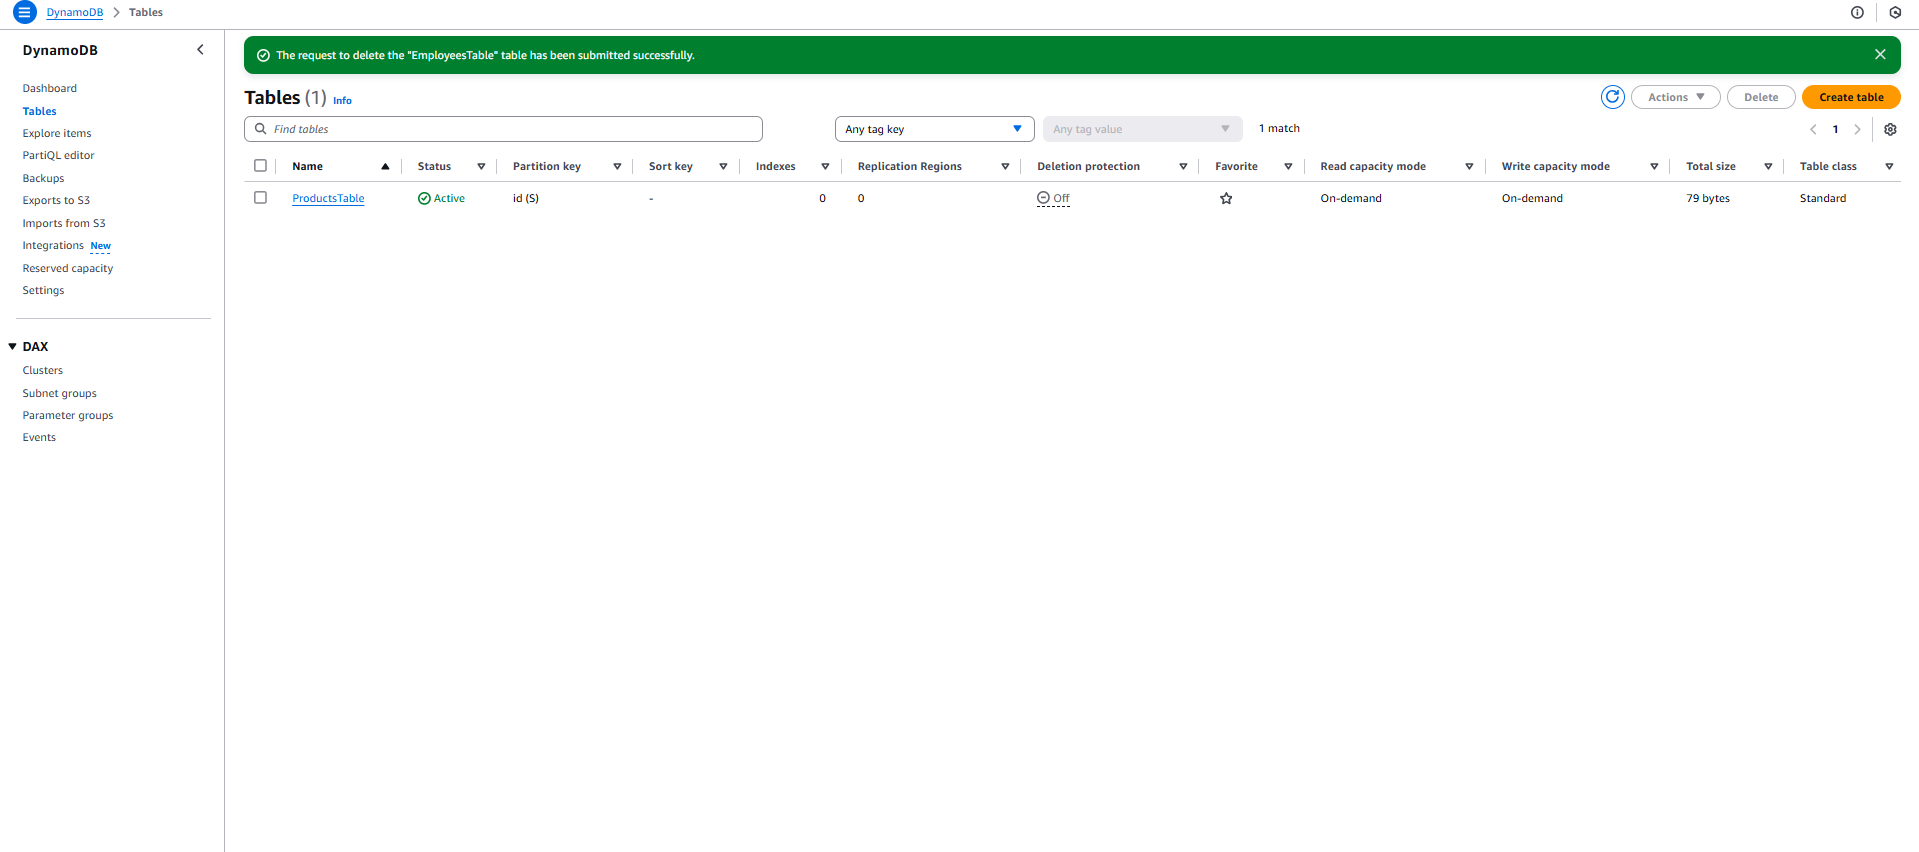 DynamoDB > Tables
DynamoDB
Dashboard
Tables
Explore items
PartiQL editor
Backups
Exports to S3
Imports from S3
Integrations New
Reserved capacity
Settings
DAX
Clusters
Subnet groups
Parameter groups
Events
The request to delete the "EmployeesTable" table has been submitted successfully.
Tables (1) Info
Actions Delete Create table
Find tables Any tag key Any tag value 1 match 1
Name Status Partition key Sort key Indexes Replication Regions Deletion protection Favorite Read capacity mode Write capacity mode Total size Table class
ProductsTable Active id (S) - 0 0 Off On-demand On-demand 79 bytes Standard